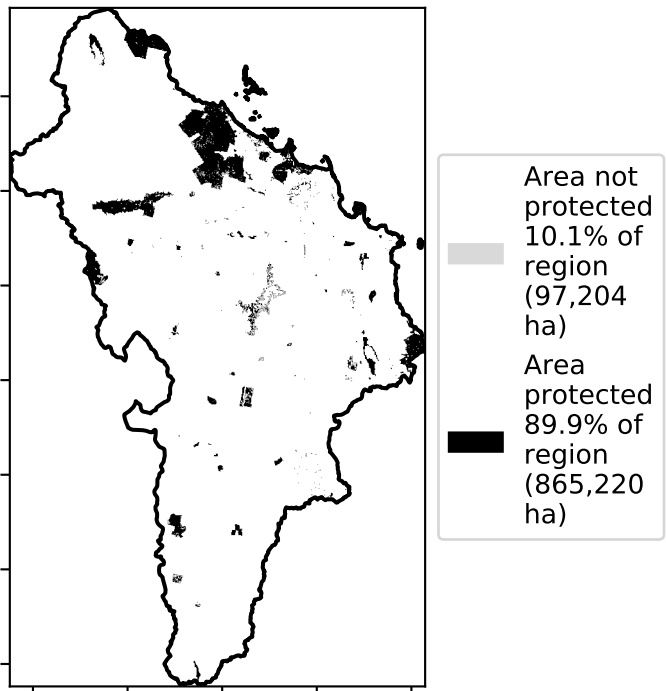 Area not
protected
10.1% of
region
(97,204
ha)
Area
protected
89.9% of
region
(865,220
ha)